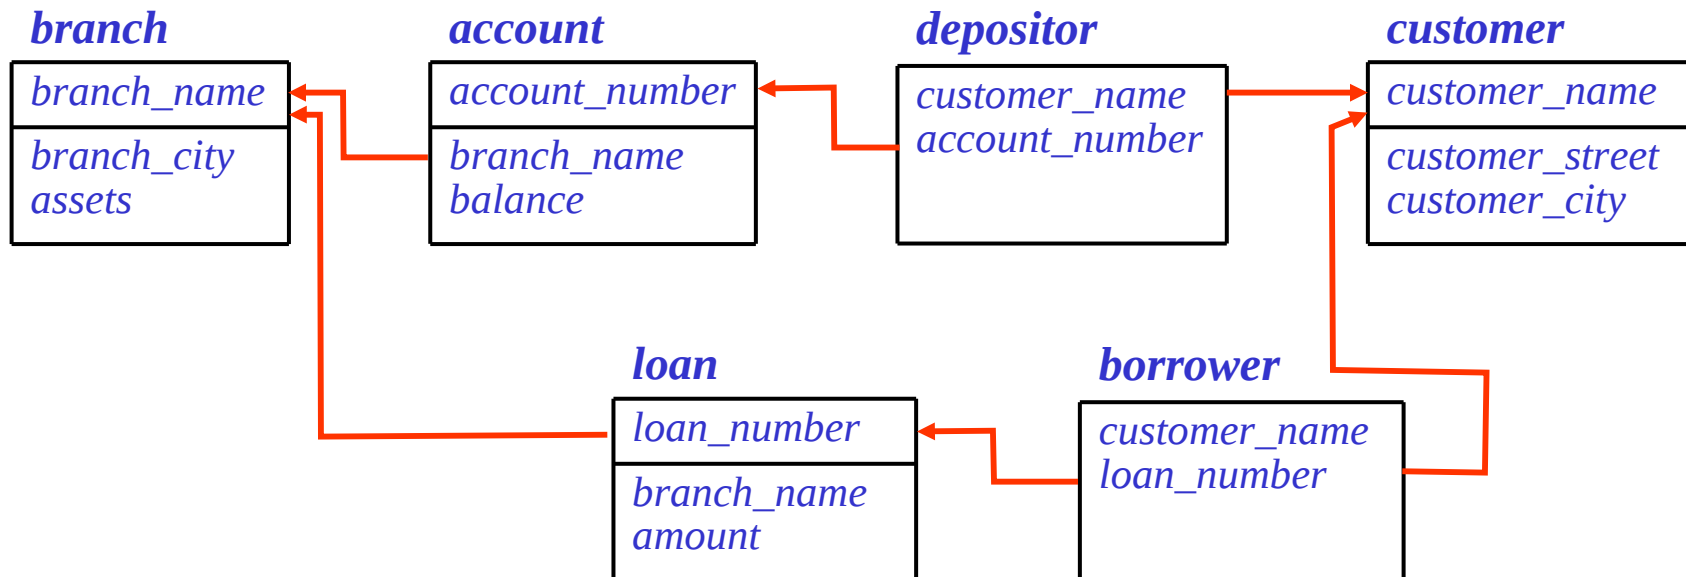 branch
branch_name
branch_city
assets
account
account_number
branch_name
balance
depositor
customer_name
account_number
customer
customer_name
customer_street
customer_city
loan
loan_number
branch_name
amount
borrower
customer_name
loan_number